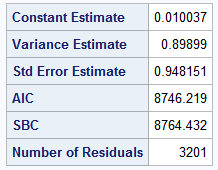 Constant Estimate 0.010037
Variance Estimate 0.89899
Std Error Estimate 0.948151
AIC 8746.219
SBC 8764.432
Number of Residuals 3201